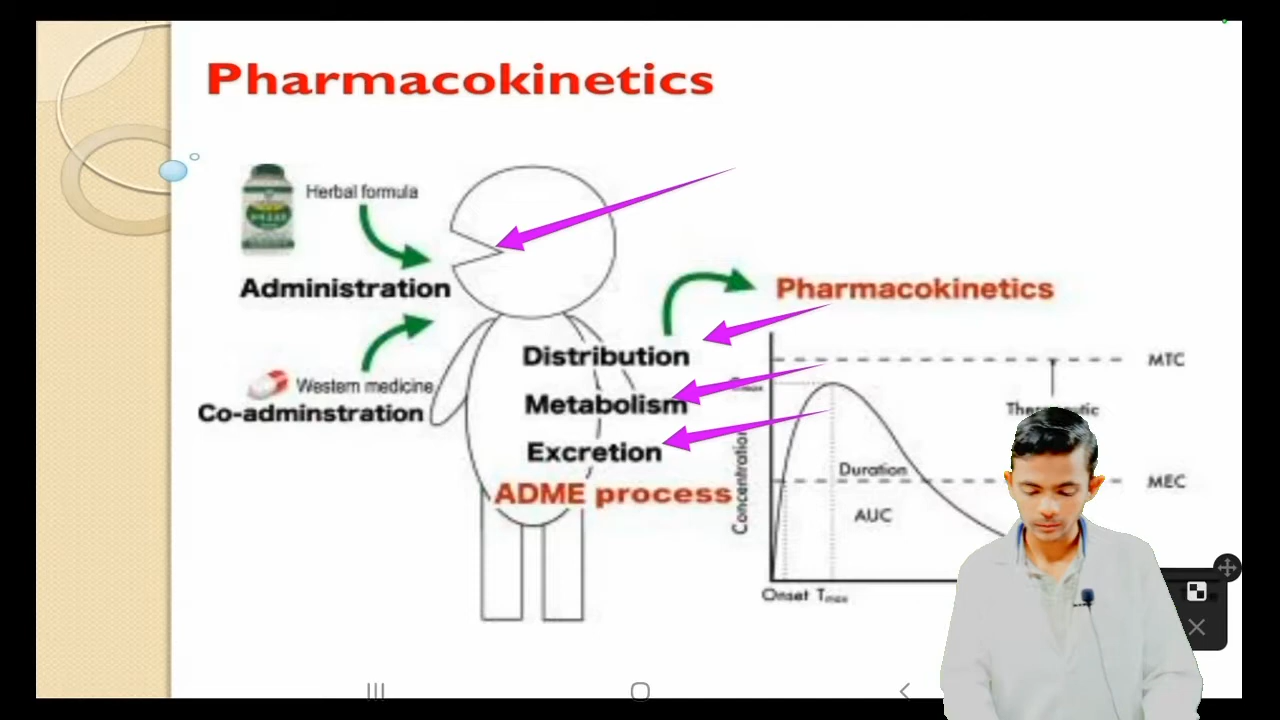 Pharmacokinetics
Herbal formula
Administration
Pharmacokinetics
Distribution
MTC
Western medicine
Metabolism
Co-adminstration
Excretion
Duration
MEC
ADME process
Concentration
AUC
Onset Tmax